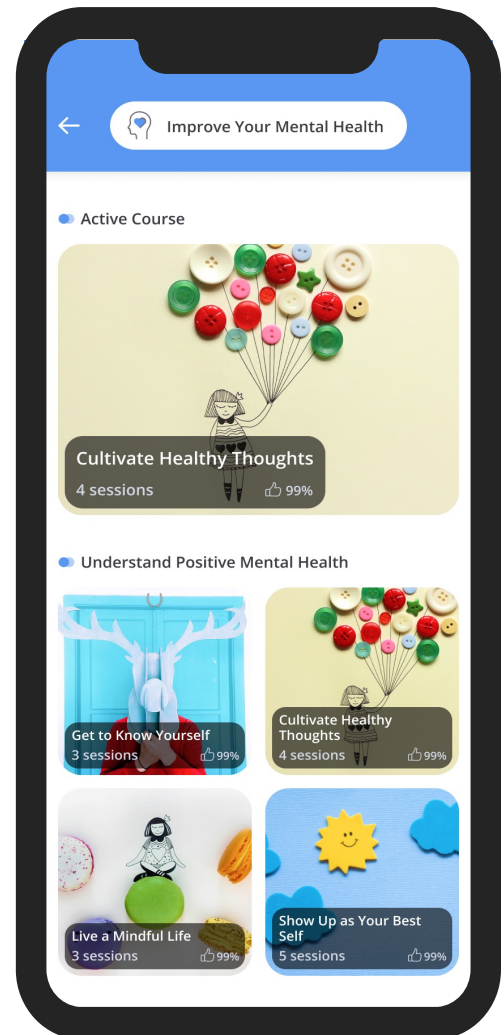 Improve Your Mental Health
Active Course
Cultivate Healthy Thoughts
4 sessions 99%
Understand Positive Mental Health
Get to Know Yourself
3 sessions 99%
Cultivate Healthy
Thoughts
4 sessions 99%
Live a Mindful Life
3 sessions 99%
Show Up as Your Best
Self
5 sessions 99%